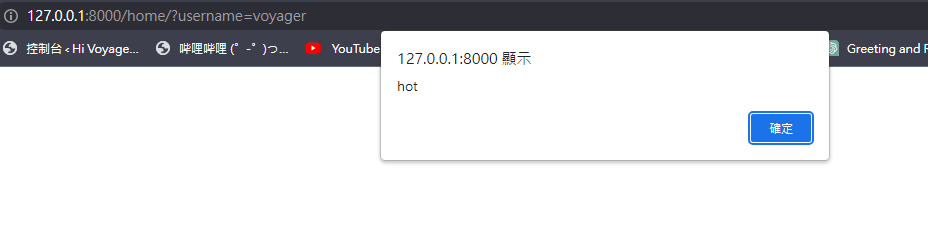 127.0.0.1:8000/home/?username=voyager
控制台 ‹ Hi Voyage...
哔哩哔哩 (゜-゜)つ...
YouTube
Greeting and
127.0.0.1:8000 顯示
hot
確定